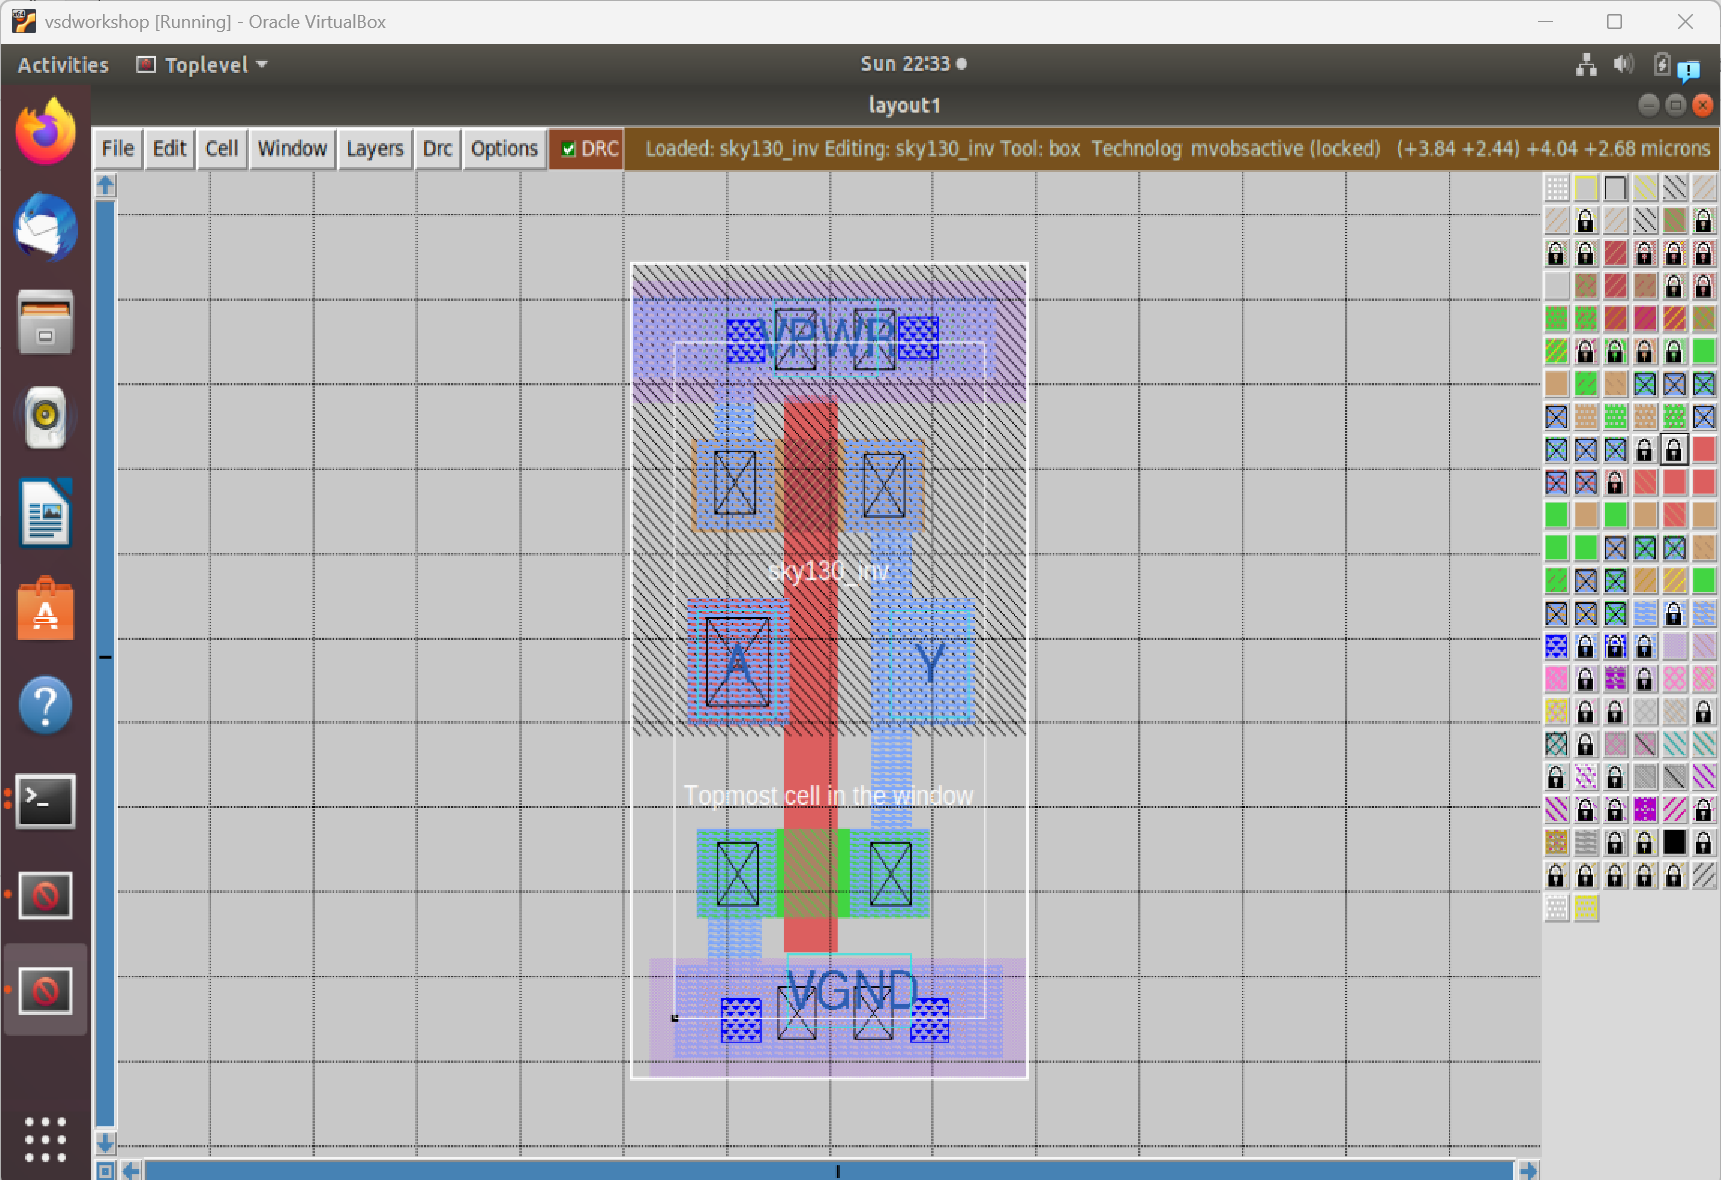 vsdworkshop [Running] - Oracle VirtualBox
Activities Toplevel Sun 22:33
layout1
File Edit Cell Window Layers Drc Options DRC Loaded: sky130_inv Editing: sky130_inv Tool: box Technolog mvobsactive (locked) (+3.84 +2.44) +4.04 +2.68 microns
VPWR
sky130_inv
A Y
Topmost cell in the window
VGND